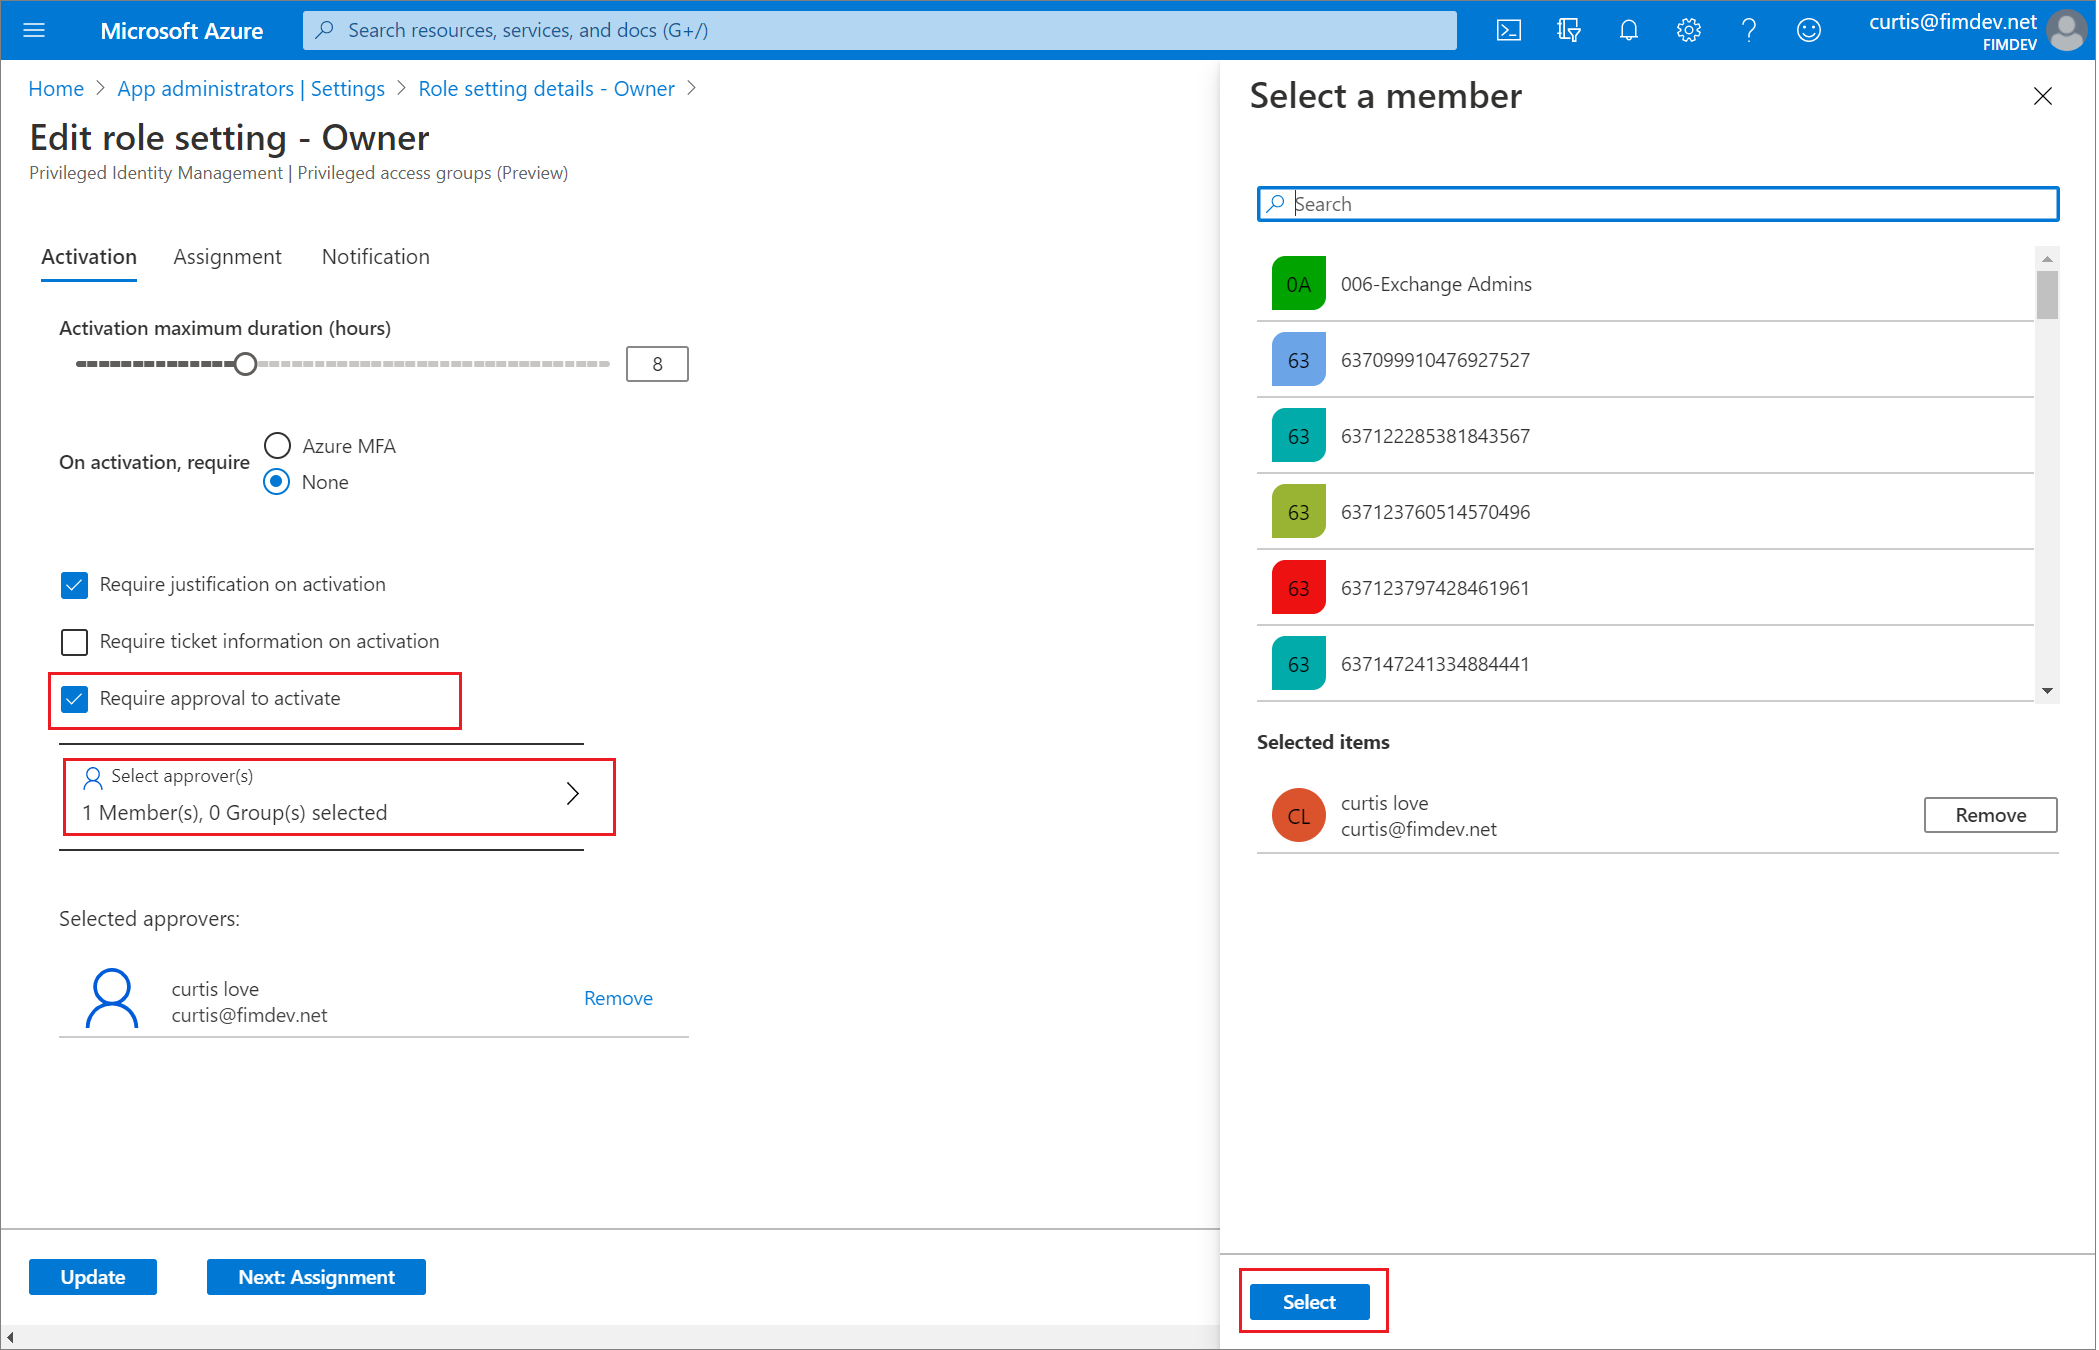 Microsoft Azure
Search resources, services, and docs (G+/)
curtis@fimdev.net
FIMDEV
Home > App administrators | Settings > Role setting details - Owner >
Edit role setting - Owner
Privileged Identity Management | Privileged access groups (Preview)
Activation Assignment Notification
Activation maximum duration (hours)
8
On activation, require
Azure MFA
None
Require justification on activation
Require ticket information on activation
Require approval to activate
Select approver(s)
1 Member(s), 0 Group(s) selected
Selected approvers:
curtis love
curtis@fimdev.net
Remove
Update
Next: Assignment
Select a member
Search
0A 006-Exchange Admins
63 637099910476927527
63 637122285381843567
63 637123760514570496
63 637123797428461961
63 637147241334884441
Selected items
CL
curtis love
curtis@fimdev.net
Remove
Select